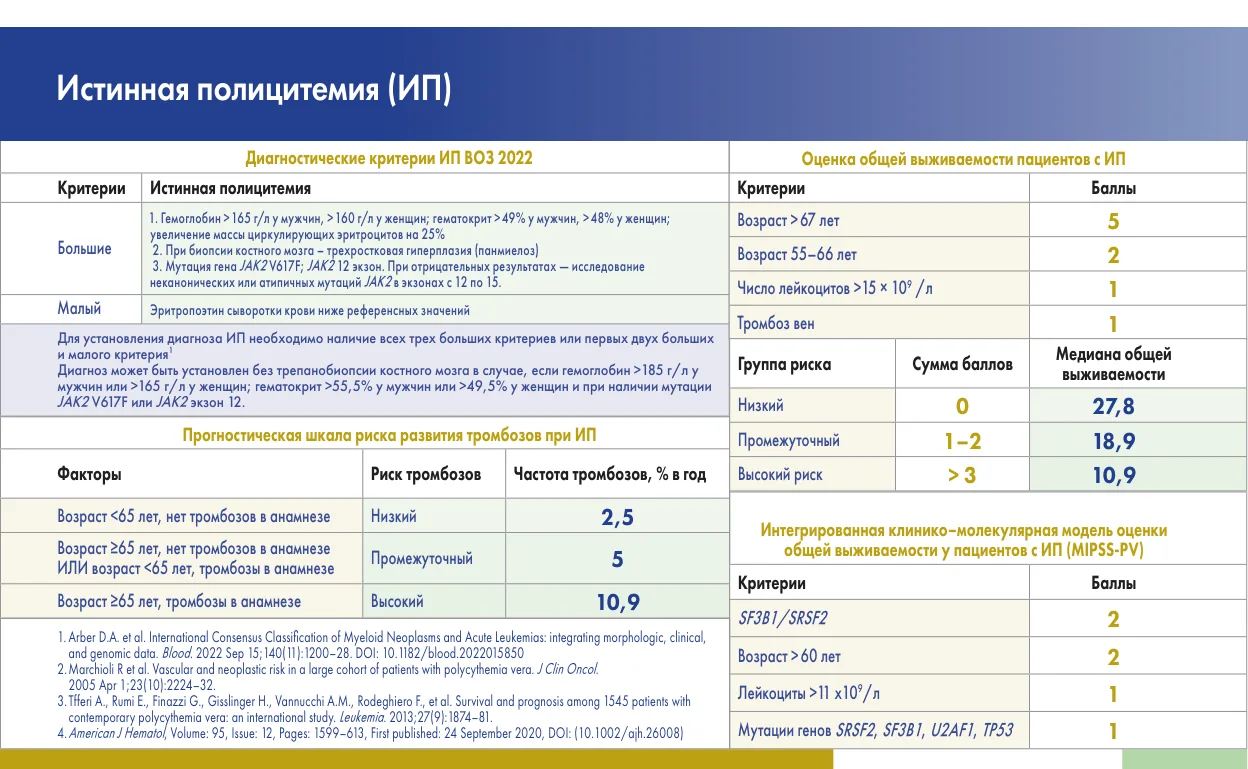 Истинная полицитемия (ИП)
Диагностические критерии ИП ВОЗ 2022
Критерии
Истинная полицитемия
Большие
1. Гемоглобин >165 г/л у мужчин, >160 г/л у женщин; гематокрит >49% у мужчин, >48% у женщин;
увеличение массы циркулирующих эритроцитов на 25%
2. При биопсии костного мозга – трехростковая гиперплазия (панмиелоз)
3. Мутация гена JAK2 V617F; JAK2 12 экзон. При отрицательных результатах — исследование
неканонических или атипичных мутаций JAK2 в экзонах с 12 по 15.
Малый
Эритропоэтин сыворотки крови ниже референсных значений
Для установления диагноза ИП необходимо наличие всех трех больших критериев или первых двух больших
и малого критерия¹
Диагноз может быть установлен без трепанобиопсии костного мозга в случае, если гемоглобин >185 г/л у
мужчин или >165 г/л у женщин; гематокрит >55,5% у мужчин или >49,5% у женщин и при наличии мутации
JAK2 V617F или JAK2 экзон 12.
Прогностическая шкала риска развития тромбозов при ИП
Факторы
Риск тромбозов
Частота тромбозов, % в год
Возраст <65 лет, нет тромбозов в анамнезе
Низкий
2,5
Возраст ≥65 лет, нет тромбозов в анамнезе
ИЛИ возраст <65 лет, тромбозы в анамнезе
Промежуточный
5
Возраст ≥65 лет, тромбозы в анамнезе
Высокий
10,9
1. Arber D.A. et al. International Consensus Classification of Myeloid Neoplasms and Acute Leukemias: integrating morphologic, clinical,
and genomic data. Blood. 2022 Sep 15;140(11):1200–28. DOI: 10.1182/blood.2022015850
2. Marchioli R et al. Vascular and neoplastic risk in a large cohort of patients with polycythemia vera. J Clin Oncol.
2005 Apr 1;23(10):2224–32.
3. Tfferi A., Rumi E., Finazzi G., Gisslinger H., Vannucchi A.M., Rodeghiero F., et al. Survival and prognosis among 1545 patients with
contemporary polycythemia vera: an international study. Leukemia. 2013;27(9):1874–81.
4. American J Hematol, Volume: 95, Issue: 12, Pages: 1599–613, First published: 24 September 2020, DOI: (10.1002/ajh.26008)
Оценка общей выживаемости пациентов с ИП
Критерии
Баллы
Возраст >67 лет
5
Возраст 55–66 лет
2
Число лейкоцитов >15 × 10⁹ /л
1
Тромбоз вен
1
Группа риска
Сумма баллов
Медиана общей
выживаемости
Низкий
0
27,8
Промежуточный
1–2
18,9
Высокий риск
> 3
10,9
Интегрированная клинико–молекулярная модель оценки
общей выживаемости у пациентов с ИП (MIPSS-PV)
Критерии
Баллы
SF3B1/SRSF2
2
Возраст >60 лет
2
Лейкоциты >11 x10⁹/л
1
Мутации генов SRSF2, SF3B1, U2AF1, TP53
1